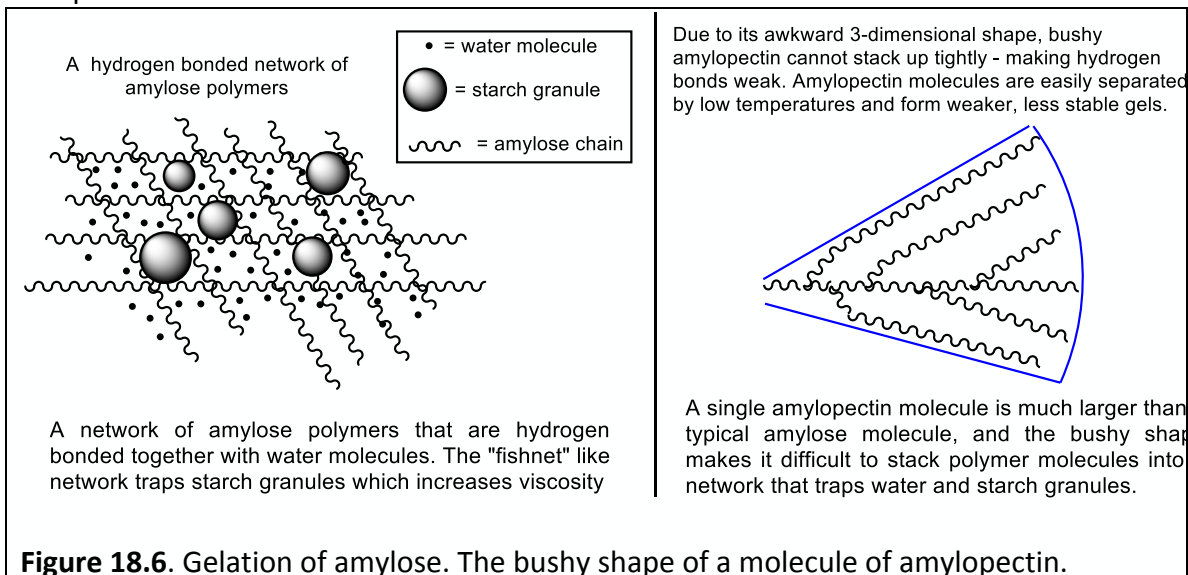 A hydrogen bonded network of
amylose polymers
= water molecule
= starch granule
= amylose chain
A network of amylose polymers that are hydrogen
bonded together with water molecules. The "fishnet" like
network traps starch granules which increases viscosity
Due to its awkward 3-dimensional shape, bushy
amylopectin cannot stack up tightly - making hydrogen
bonds weak. Amylopectin molecules are easily separated
by low temperatures and form weaker, less stable gels.
A single amylopectin molecule is much larger than
typical amylose molecule, and the bushy shap
makes it difficult to stack polymer molecules into
network that traps water and starch granules.
Figure 18.6. Gelation of amylose. The bushy shape of a molecule of amylopectin.